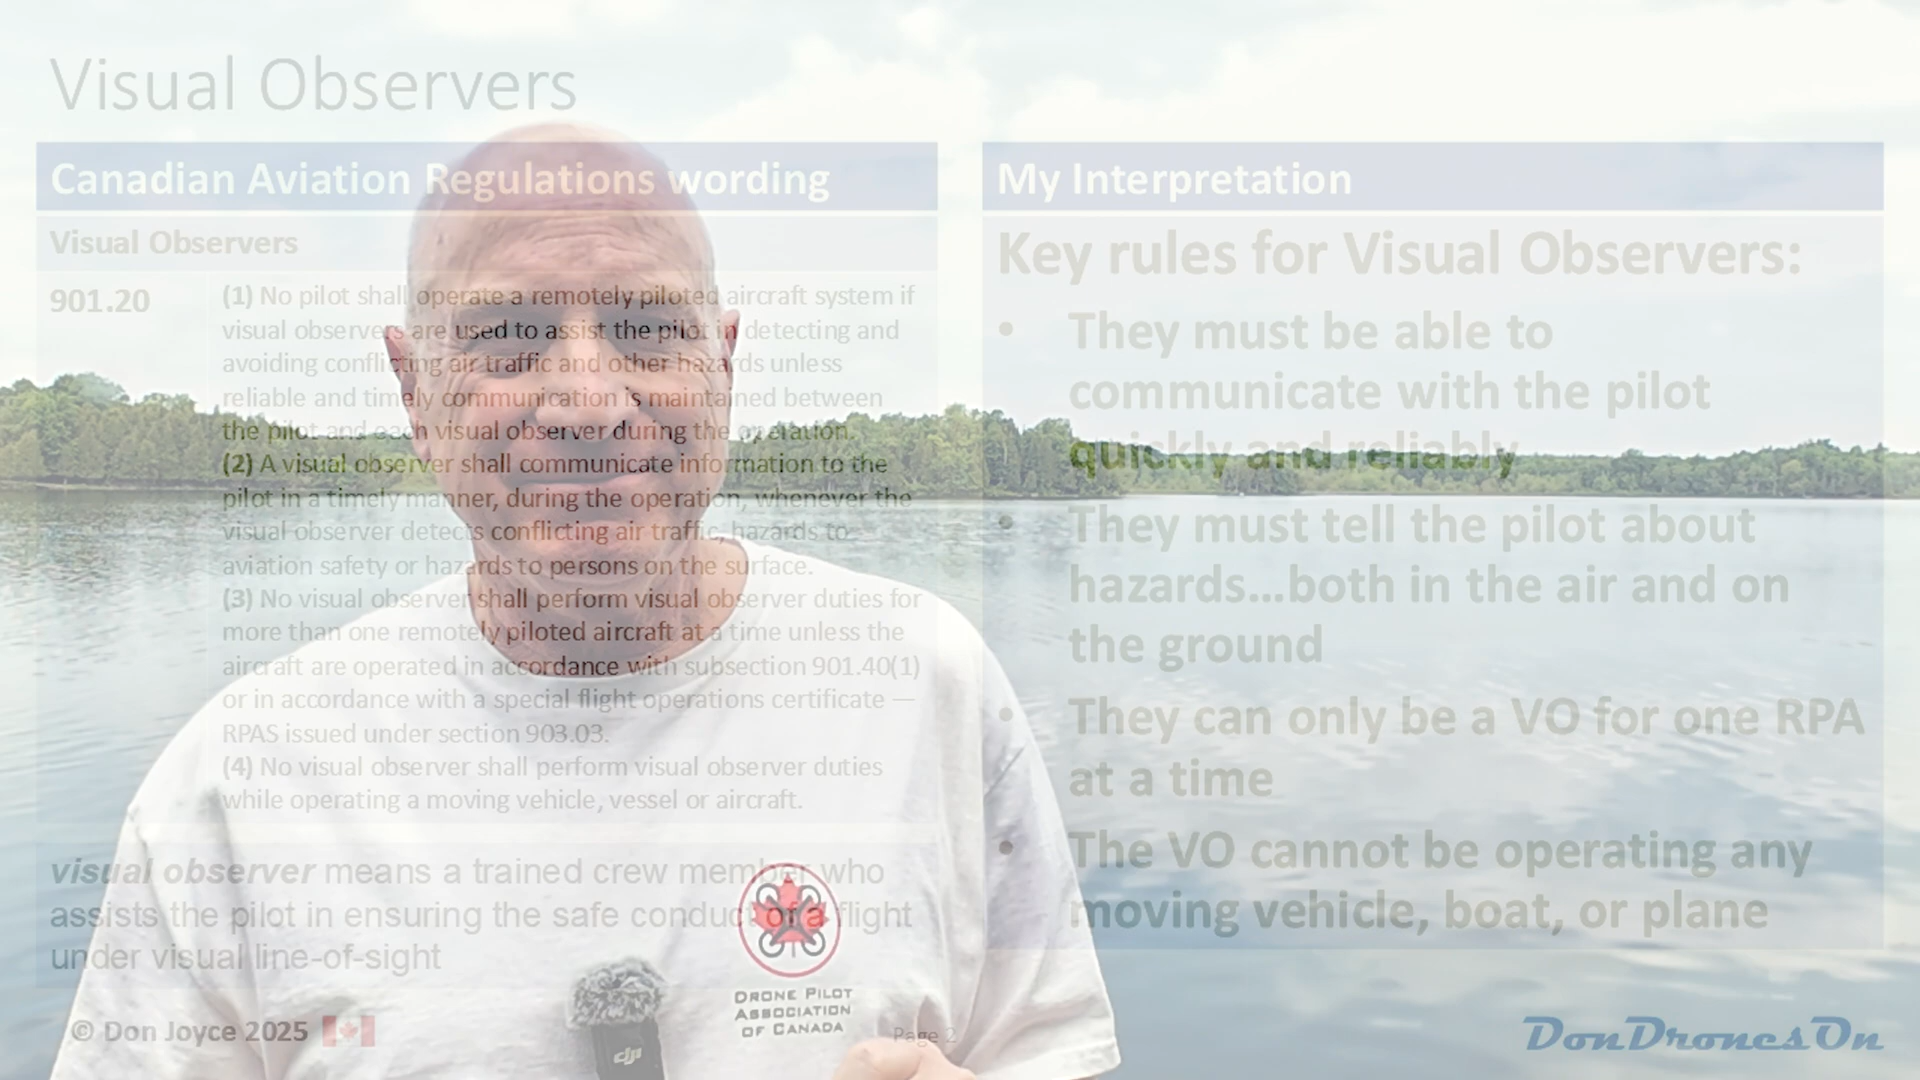 Visual Observers
Canadian Aviation Regulations wording
Visual Observers
901.20
(1) No pilot shall operate a remotely piloted aircraft system if
visual observers are used to assist the pilot in detecting and
avoiding conflicting air traffic and other hazards unless
reliable and timely communication is maintained between
the pilot and each visual observer during the operation.
(2) A visual observer shall communicate information to the
pilot in a timely manner, during the operation, whenever the
visual observer detects conflicting air traffic, hazards to
aviation safety or hazards to persons on the surface.
(3) No visual observer shall perform visual observer duties for
more than one remotely piloted aircraft at a time unless the
aircraft are operated in accordance with subsection 901.40(1)
or in accordance with a special flight operations certificate —
RPAS issued under section 903.03.
(4) No visual observer shall perform visual observer duties
while operating a moving vehicle, vessel or aircraft.
visual observer means a trained crew member who
assists the pilot in ensuring the safe conduct of a flight
under visual line-of-sight
My Interpretation
Key rules for Visual Observers:
• They must be able to
communicate with the pilot
quickly and reliably
• They must tell the pilot about
hazards...both in the air and on
the ground
• They can only be a VO for one RPA
at a time
• The VO cannot be operating any
moving vehicle, boat, or plane
DRONE PILOT
ASSOCIATION
OF CANADA
dji
© Don Joyce 2025
Page 2
DonDronesOn